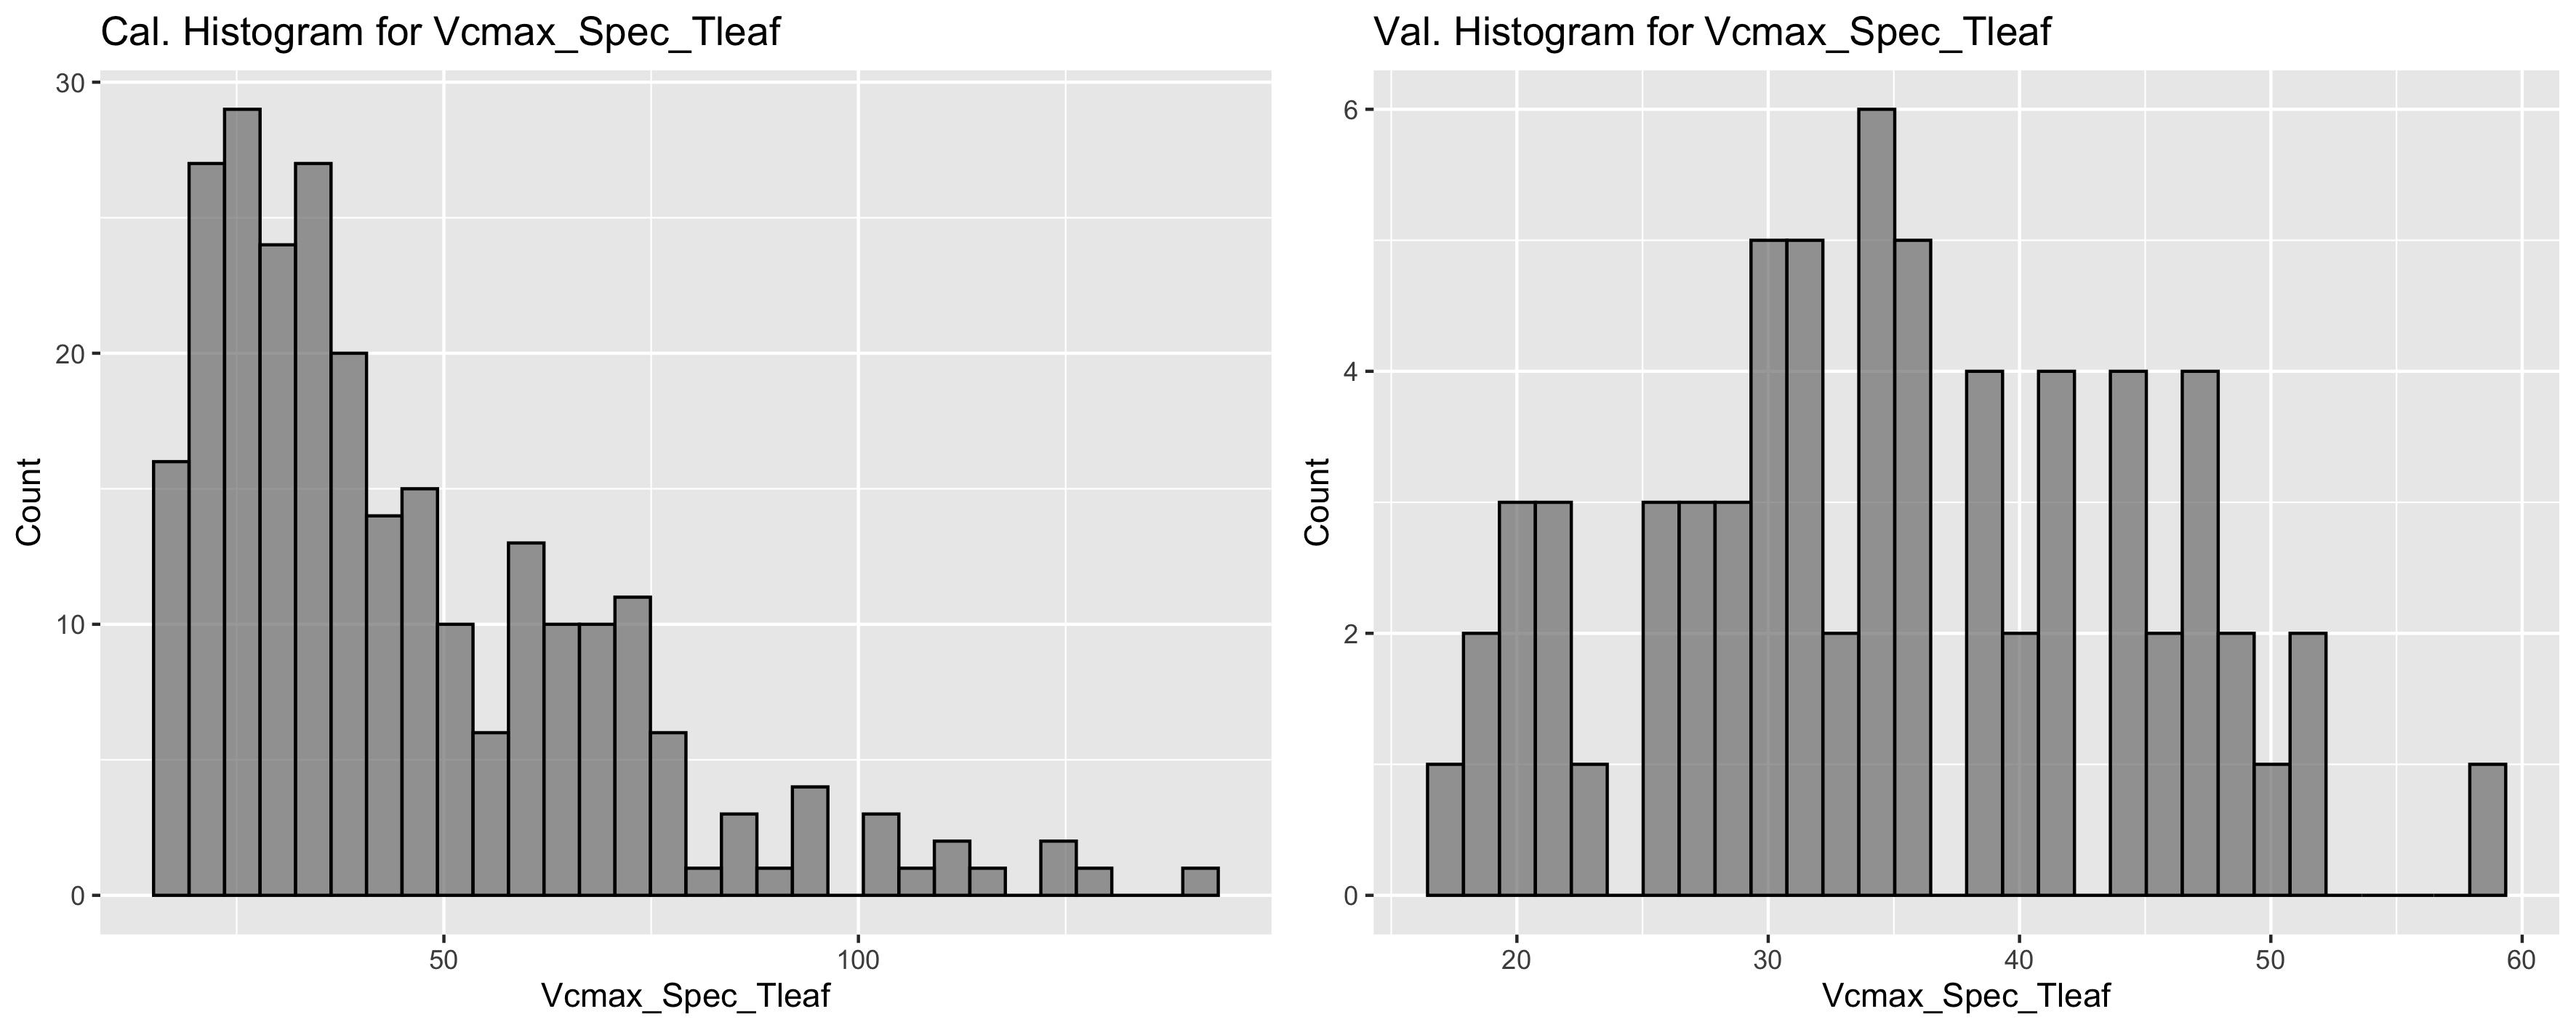 Cal. Histogram for Vcmax_Spec_Tleaf
30
20
10
0
Count
50
100
Vcmax_Spec_Tleaf
Val. Histogram for Vcmax_Spec_Tleaf
6
4
2
0
Count
20
30
40
50
60
Vcmax_Spec_Tleaf